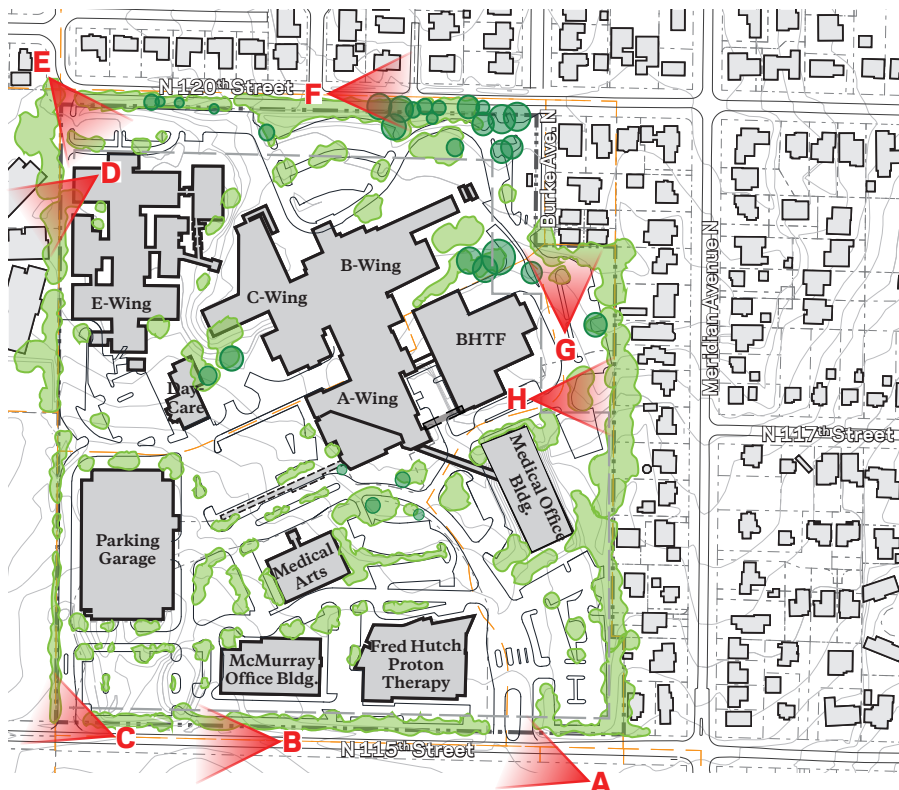 E
N 120th Street
F
Burke Ave. N
D
B-Wing
C-Wing
E-Wing
Meridian Avenue N
BHTF
G
Day
Care
A-Wing
H
N 117th Street
Medical Office
Bldg.
Parking
Garage
Medical
Arts
Fred Hutch
Proton
Therapy
McMurray
Office Bldg.
C
B
N 115th Street
A